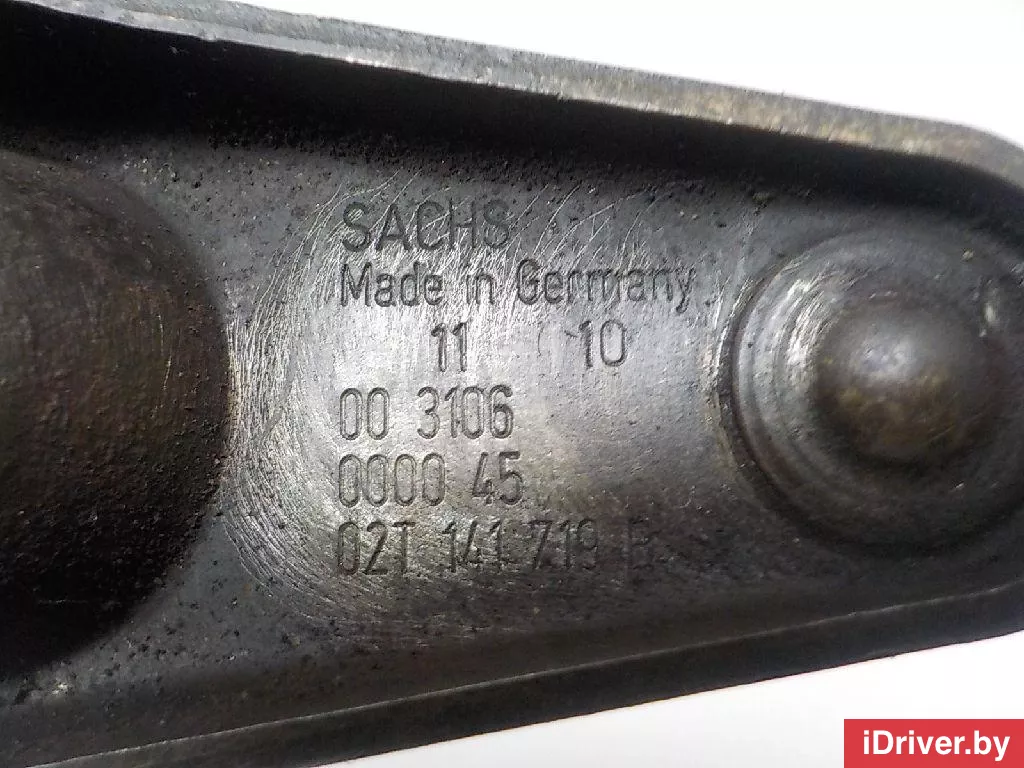 SACHS
Made in Germany
11 10
00 3106
0000 45
02T 141 719
iDriver.by